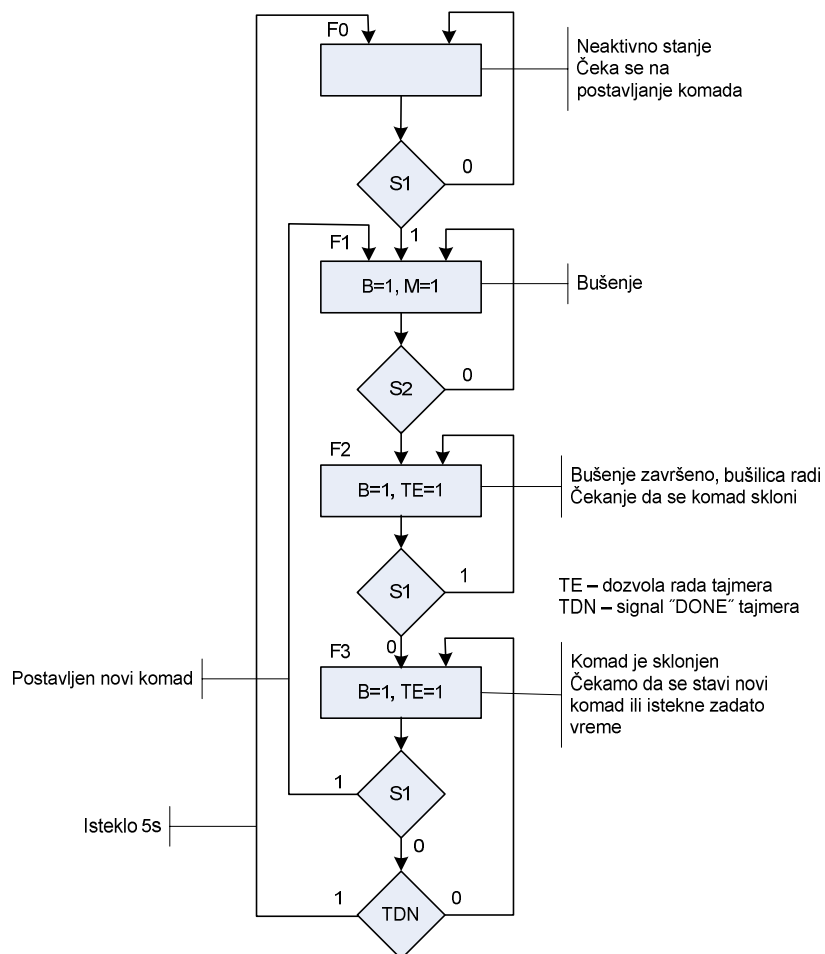 F0
Neaktivno stanje
Čeka se na
postavljanje komada
S1
0
1
F1
B=1, M=1
Bušenje
S2
0
F2
B=1, TE=1
Bušenje završeno, bušilica radi
Čekanje da se komad skloni
S1
1
TE – dozvola rada tajmera
TDN – signal ˝DONE˝ tajmera
0
F3
B=1, TE=1
Komad je sklonjen
Čekamo da se stavi novi
komad ili istekne zadato
vreme
Postavljen novi komad
1
S1
Isteklo 5s
0
1
TDN
0